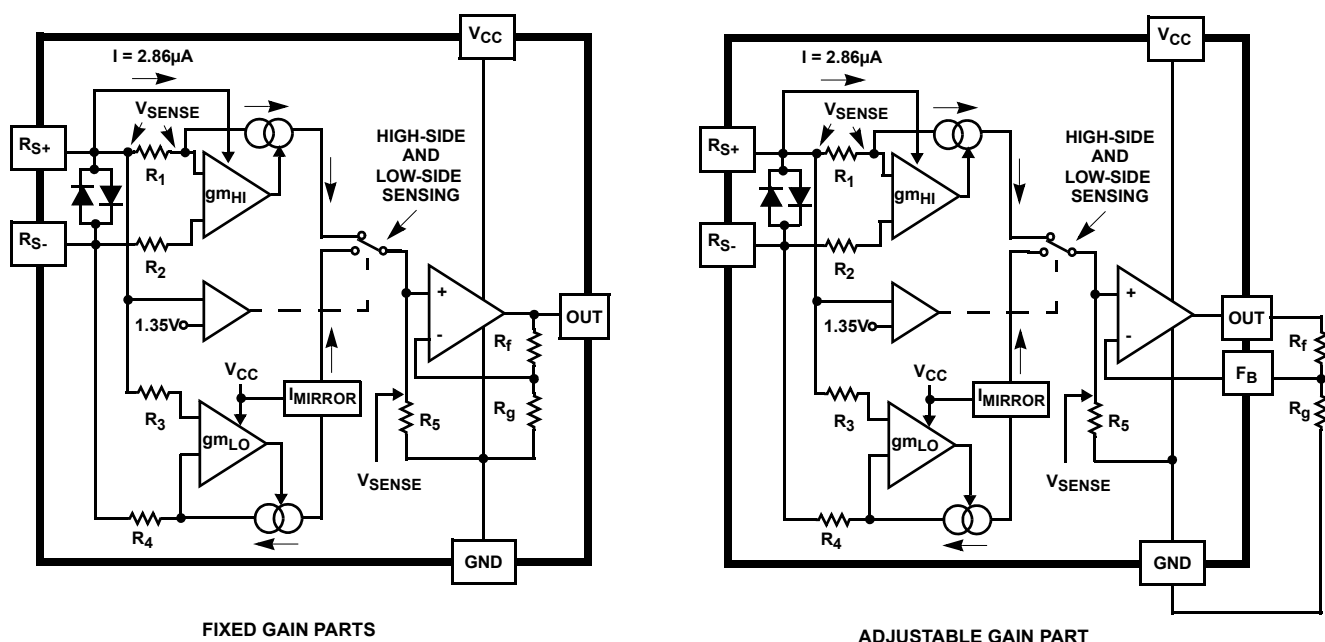 VCC
I = 2.86µA
VSENSE
RS+
R1
gmHI
HIGH-SIDE
AND
LOW-SIDE
SENSING
RS-
R2
+
1.35V
-
OUT
Rf
VCC
R3
IMIRROR
R5
Rg
gmLO
VSENSE
R4
GND
FIXED GAIN PARTS
VCC
I = 2.86µA
VSENSE
RS+
R1
gmHI
HIGH-SIDE
AND
LOW-SIDE
SENSING
RS-
R2
+
1.35V
-
OUT
Rf
FB
VCC
R3
IMIRROR
R5
Rg
gmLO
VSENSE
R4
GND
ADJUSTABLE GAIN PART